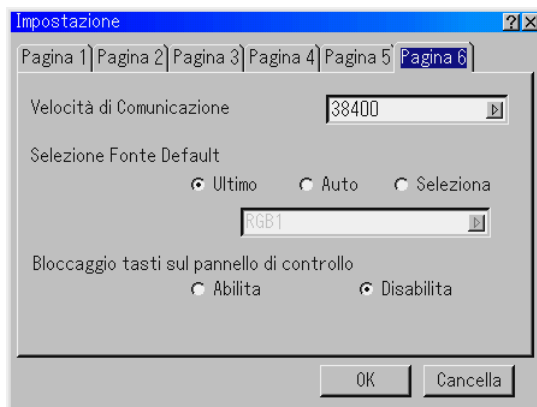 Impostazione
Pagina 1 Pagina 2 Pagina 3 Pagina 4 Pagina 5 Pagina 6
Velocità di Comunicazione 38400
Selezione Fonte Default
Ultimo Auto Seleziona
RGB1
Bloccaggio tasti sul pannello di controllo
Abilita Disabilita
OK Cancella